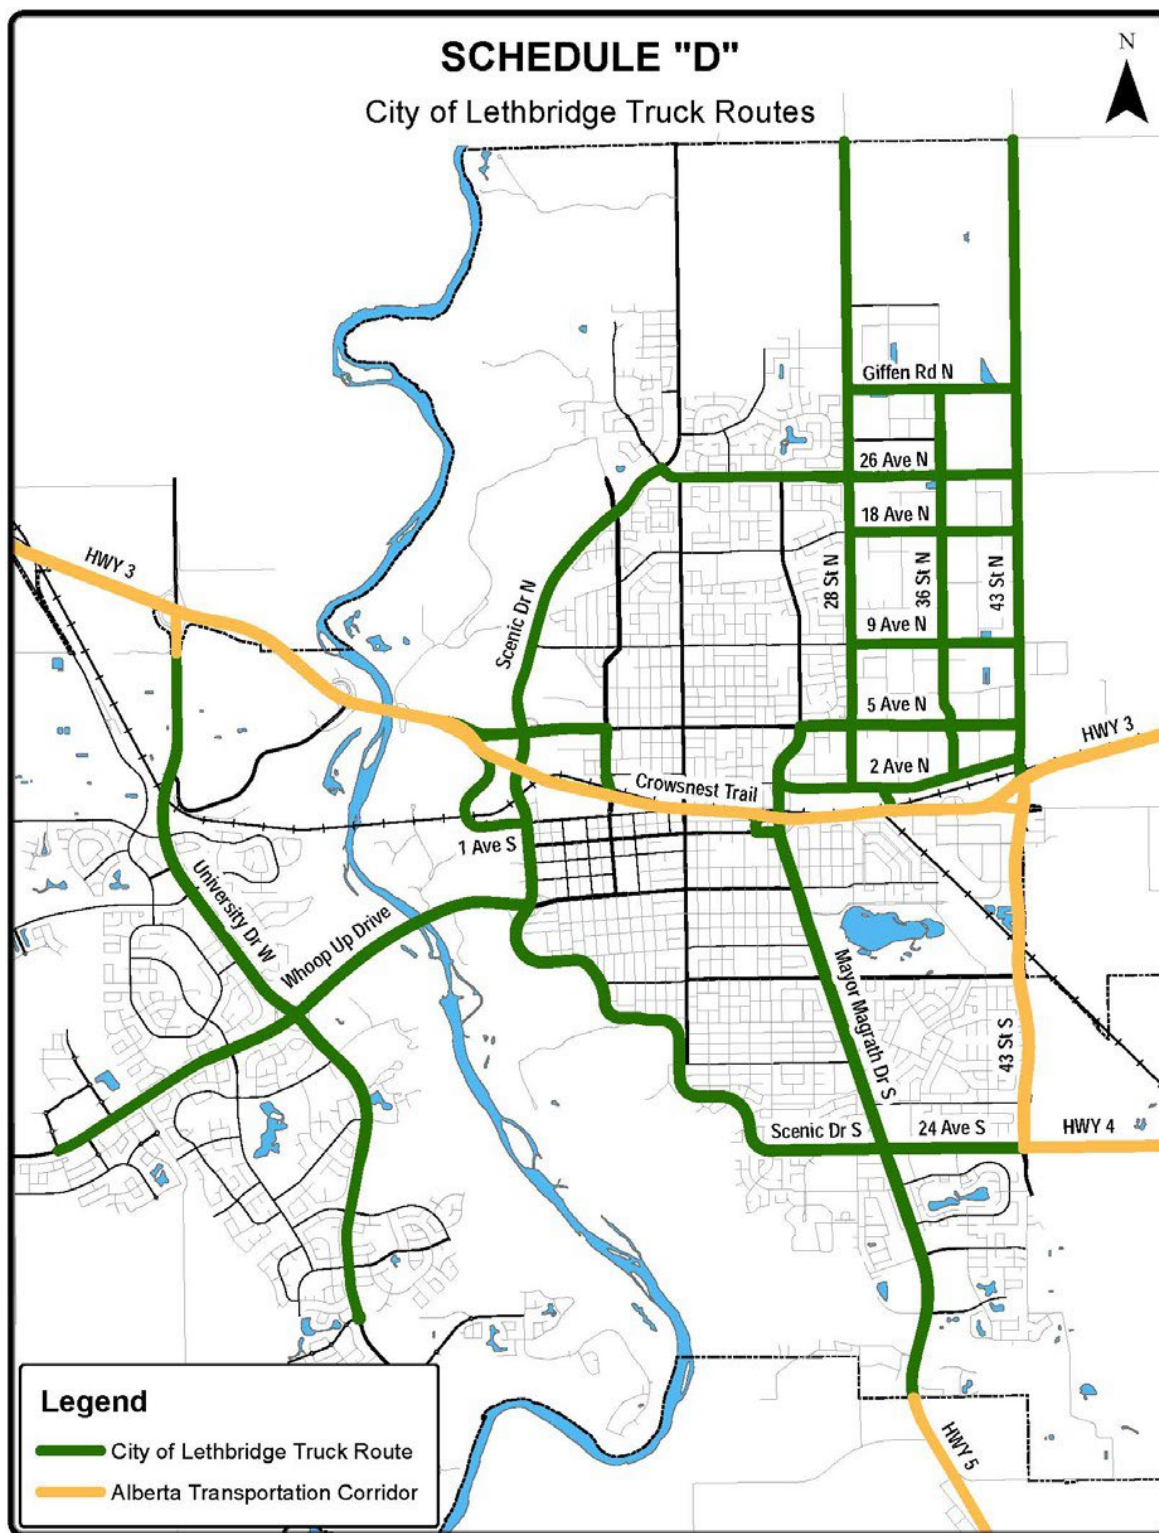 SCHEDULE "D"
N
City of Lethbridge Truck Routes
Giffen Rd N
26 Ave N
18 Ave N
HWY 3
28 St N
36 St N
43 St N
Scenic Dr N
9 Ave N
5 Ave N
HWY 3
2 Ave N
Crowsnest Trail
1 Ave S
University Dr W
Whoop Up Drive
Mayor Magrath Dr S
43 St S
Scenic Dr S
24 Ave S
HWY 4
Legend
City of Lethbridge Truck Route
Alberta Transportation Corridor
HWY 5